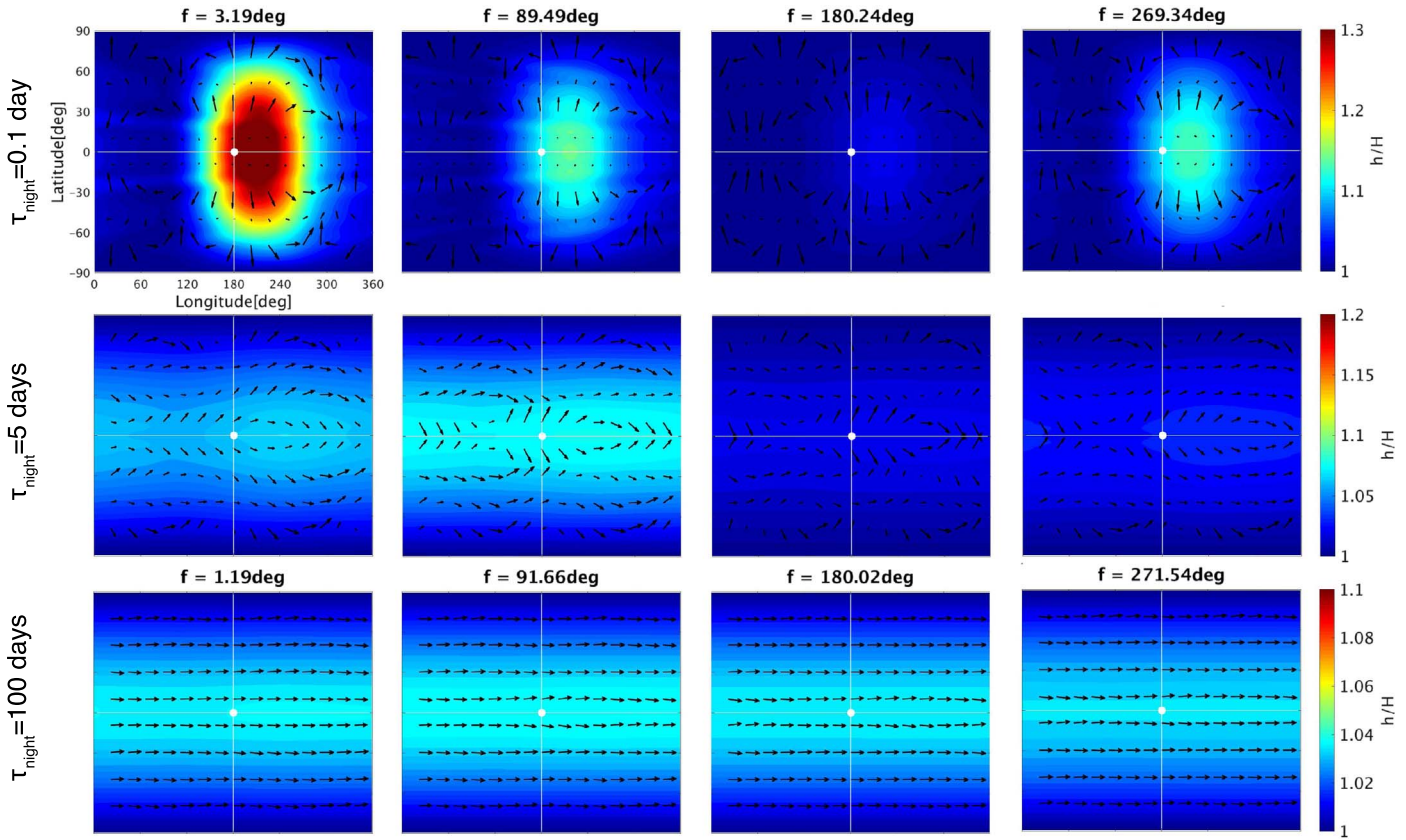 f = 3.19deg
f = 89.49deg
f = 180.24deg
f = 269.34deg
τnight=0.1 day
Latitude[deg]
90
60
30
0
−30
−60
−90
0
60
120
180
240
300
360
Longitude[deg]
1.3
1.2
1.1
1
h/H
τnight=5 days
1.2
1.15
1.1
1.05
1
h/H
f = 1.19deg
f = 91.66deg
f = 180.02deg
f = 271.54deg
τnight=100 days
1.1
1.08
1.06
1.04
1.02
1
h/H